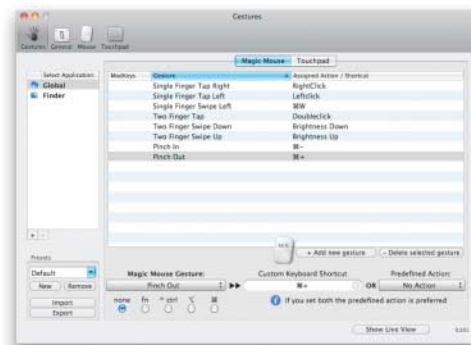 Gestures
Gestures General Mouse Touchpad
Magic Mouse Touchpad
Select Application:
Global
Finder
ModKeys Gesture Assigned Action / Shortcut
Single Finger Tap Right RightClick
Single Finger Tap Left Leftclick
Single Finger Swipe Left ⌘W
Two Finger Tap Doubleclick
Two Finger Swipe Down Brightness Down
Two Finger Swipe Up Brightness Up
Pinch In ⌘-
Pinch Out ⌘+
+ -
+ Add new gesture - Delete selected gesture
Presets
Default
New Remove
Import
Export
Magic Mouse Gesture: Custom Keyboard Shortcut Predefined Action:
Pinch Out ⌘+ OR No Action
none fn ^ ctrl ⌥ ⌘
If you set both the predefined action is preferred
Show Live View